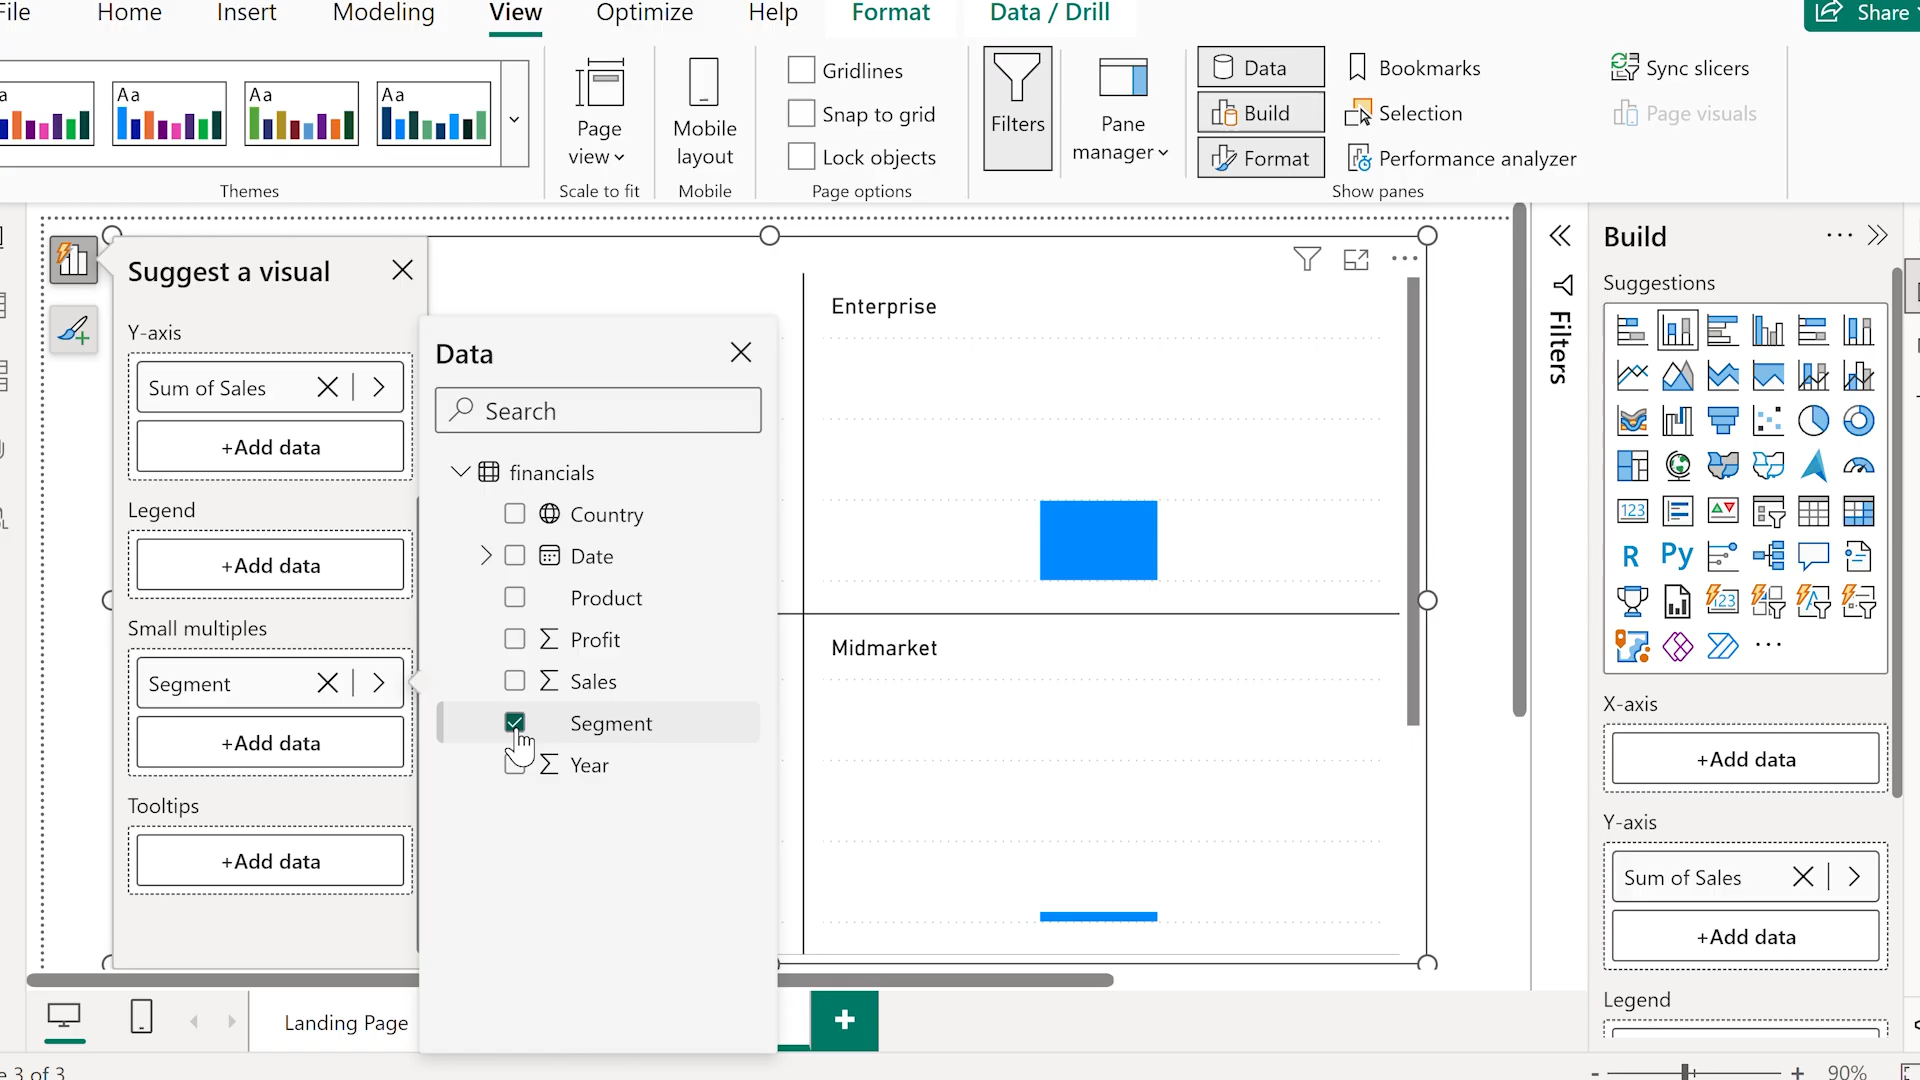 File
Home
Insert
Modeling
View
Optimize
Help
Format
Data / Drill
Share
Aa
Aa
Aa
Themes
Page
view
Scale to fit
Mobile
layout
Mobile
Gridlines
Snap to grid
Lock objects
Page options
Filters
Pane
manager
Data
Build
Format
Bookmarks
Selection
Performance analyzer
Show panes
Sync slicers
Page visuals
Suggest a visual
Y-axis
Sum of Sales
+Add data
Legend
+Add data
Small multiples
Segment
+Add data
Tooltips
+Add data
Data
Search
financials
Country
Date
Product
Profit
Sales
Segment
Year
Enterprise
Midmarket
Filters
Build
Suggestions
123
R
Py
123
X-axis
+Add data
Y-axis
Sum of Sales
+Add data
Legend
Landing Page
e 3 of 3
90%